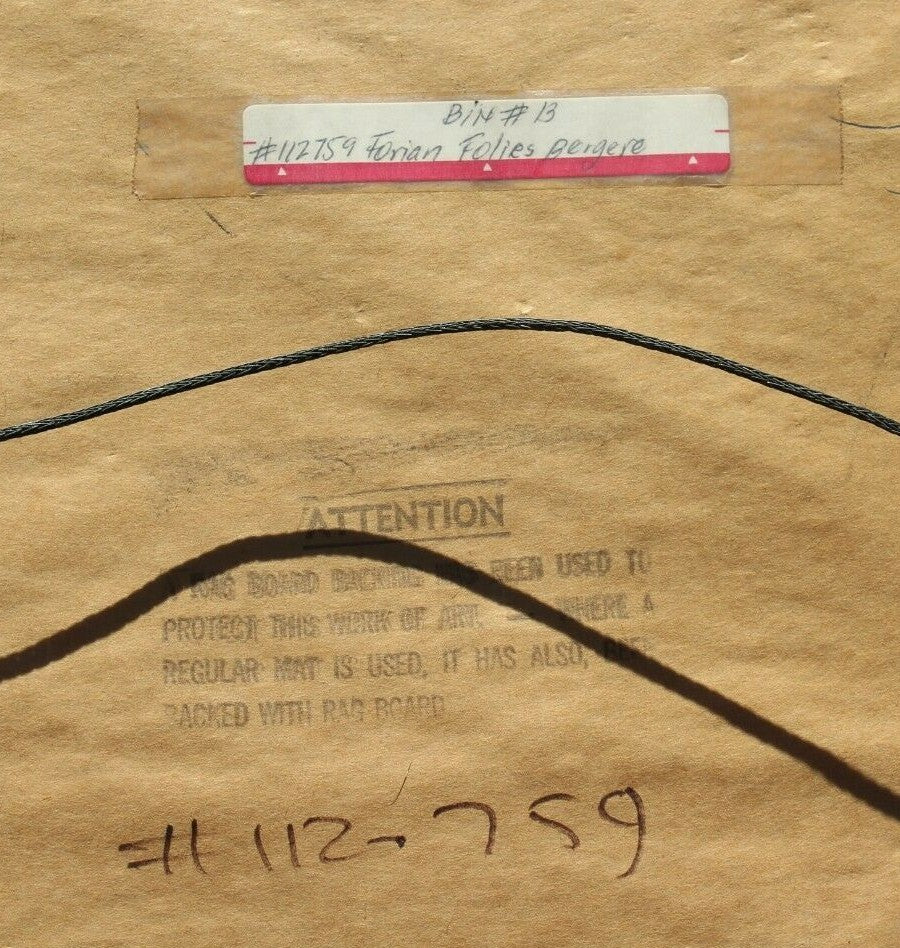 BiN # 13
#112759 Forian Folies Bergere
ATTENTION
A RAG BOARD BACKING HAS BEEN USED TO
PROTECT THIS WORK OF ART. — WHERE A
REGULAR MAT IS USED, IT HAS ALSO, BEEN
BACKED WITH RAG BOARD
#112-759